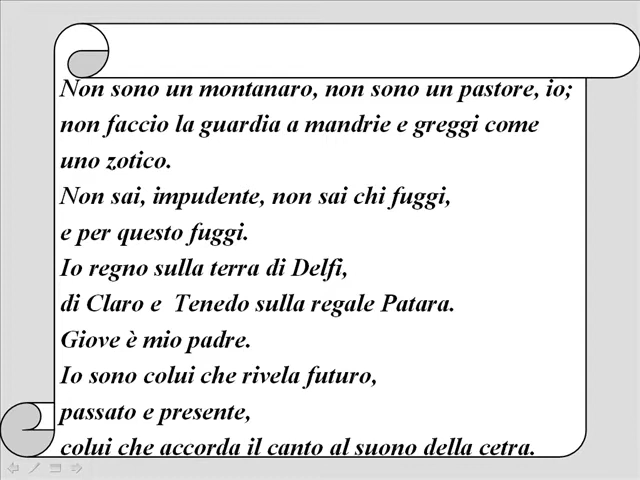 Non sono un montanaro, non sono un pastore, io;
non faccio la guardia a mandrie e greggi come
uno zotico.
Non sai, impudente, non sai chi fuggi,
e per questo fuggi.
Io regno sulla terra di Delfi,
di Claro e Tenedo sulla regale Patara.
Giove è mio padre.
Io sono colui che rivela futuro,
passato e presente,
colui che accorda il canto al suono della cetra.